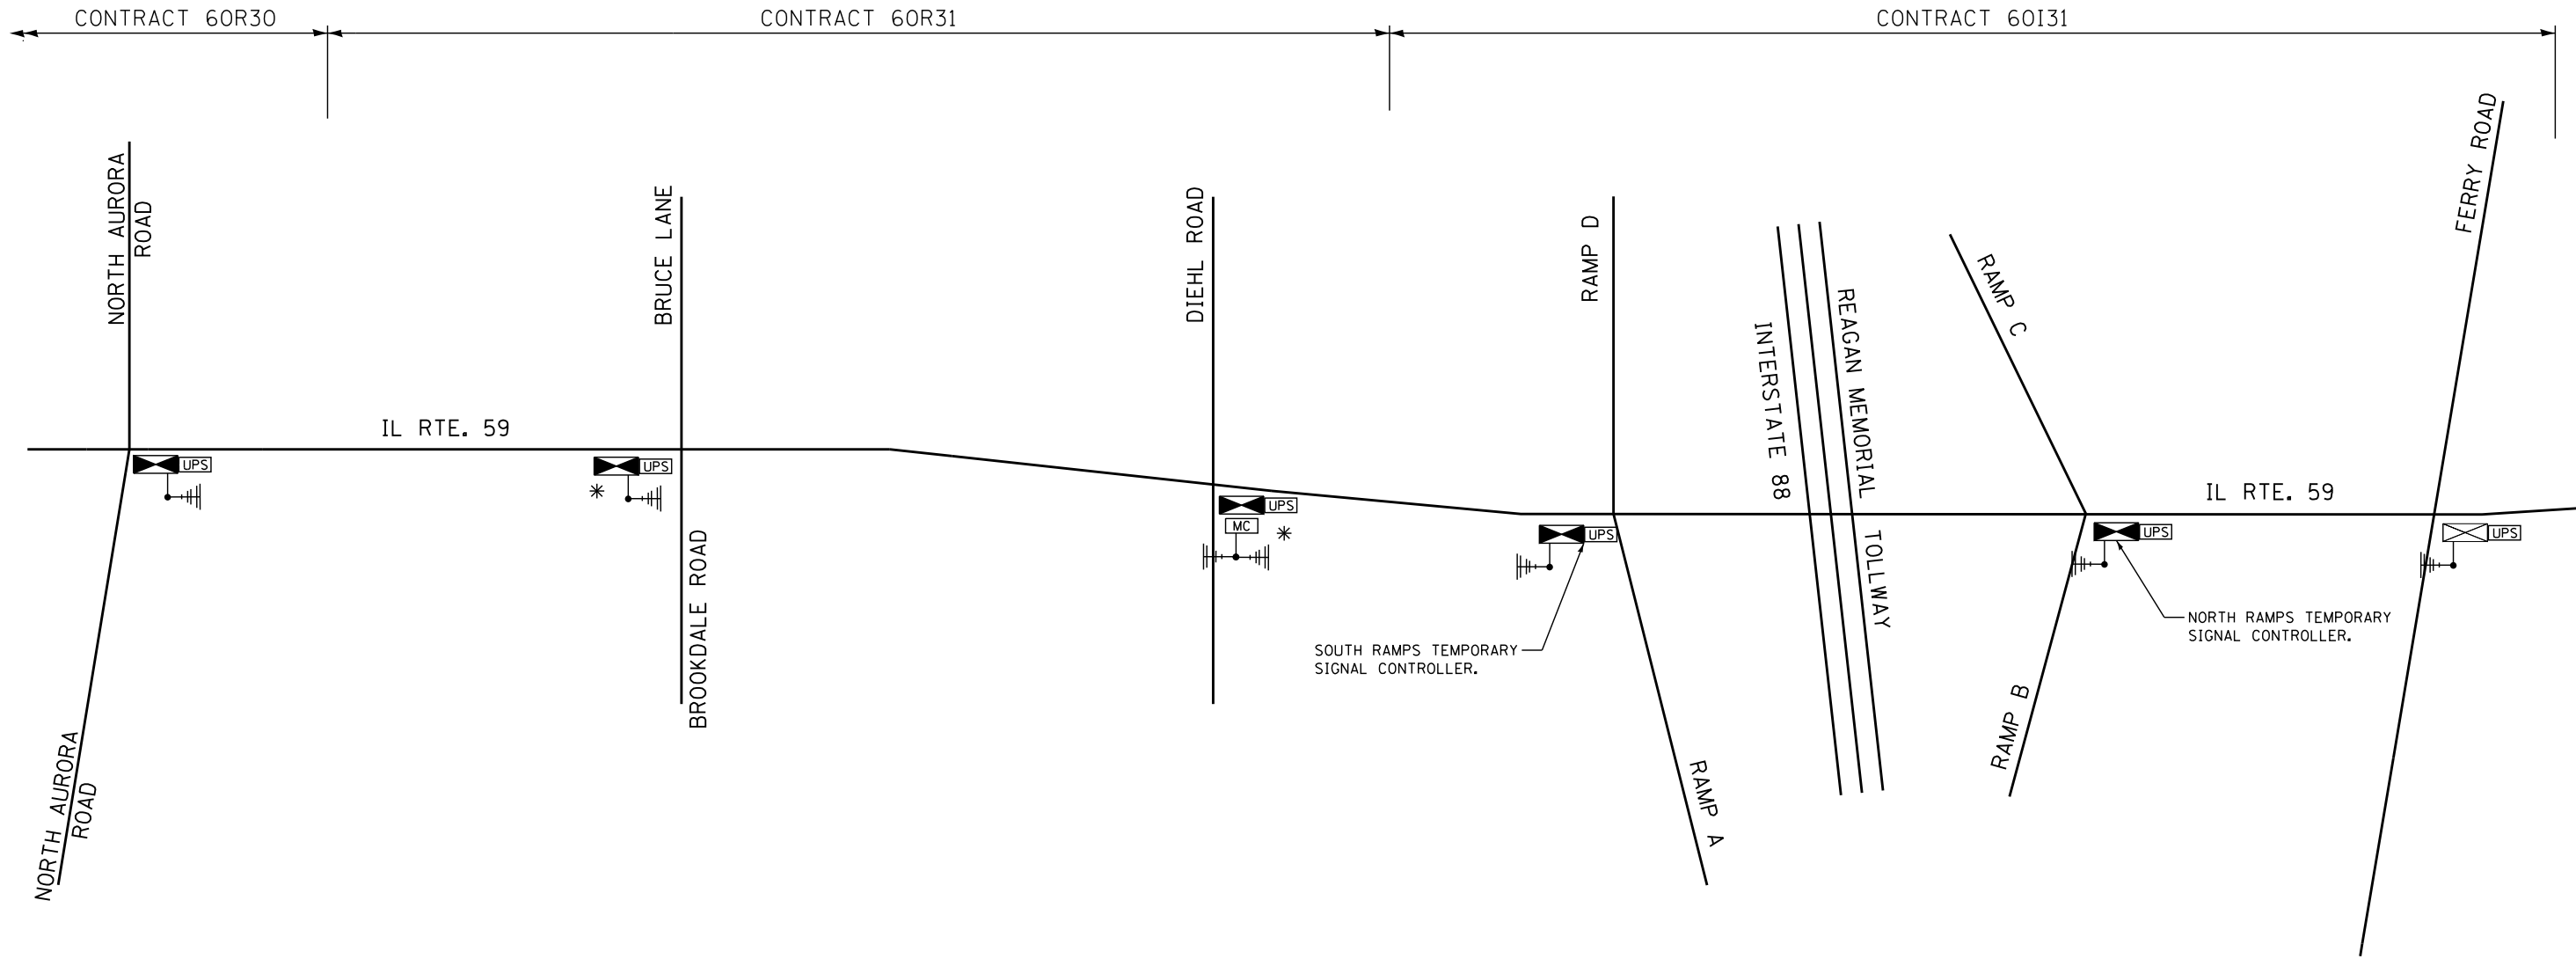 CONTRACT 60R30
CONTRACT 60R31
CONTRACT 60I31
NORTH AURORA
ROAD
BRUCE LANE
DIEHL ROAD
RAMP D
INTERSTATE 88
REAGAN MEMORIAL
TOLLWAY
RAMP C
FERRY ROAD
IL RTE. 59
IL RTE. 59
UPS
UPS
UPS
MC
UPS
UPS
UPS
BROOKDALE ROAD
SOUTH RAMPS TEMPORARY
SIGNAL CONTROLLER.
NORTH RAMPS TEMPORARY
SIGNAL CONTROLLER.
NORTH AURORA
ROAD
RAMP A
RAMP B